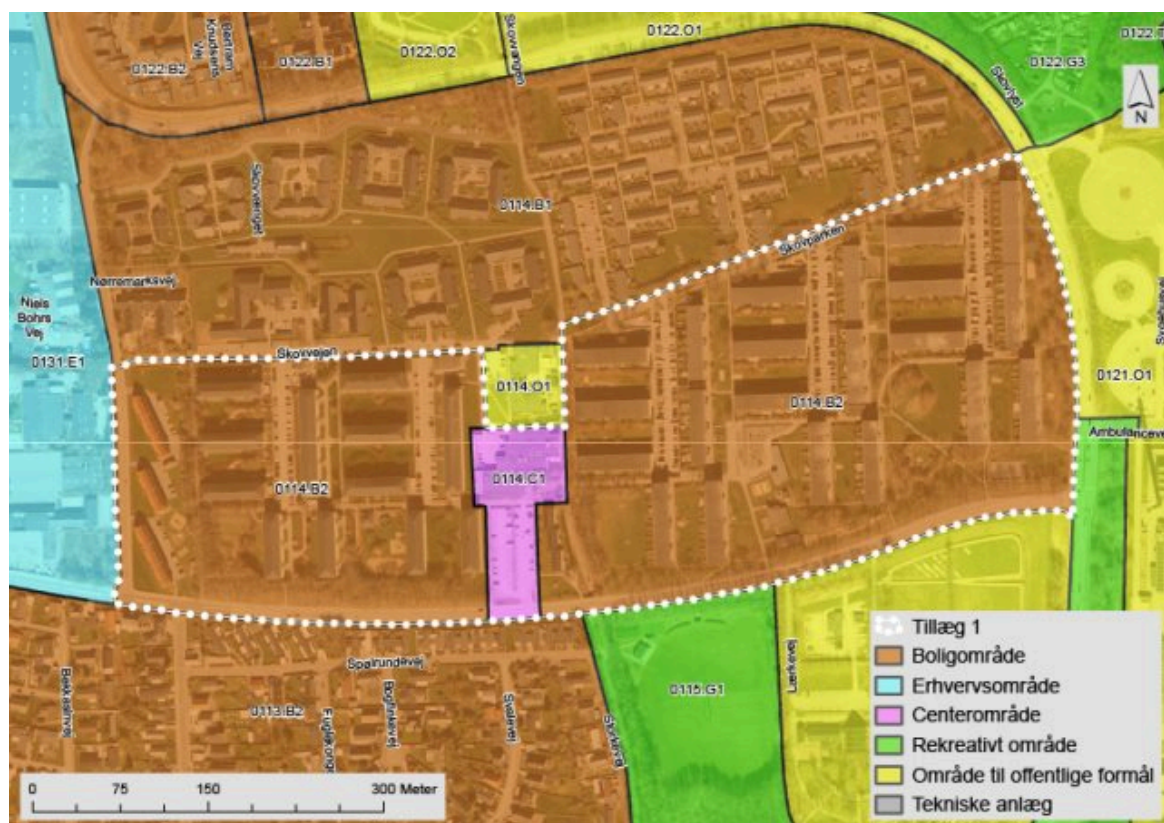 0122.B2
Bertram
Knudsens
Vej
0122.B1
0122.O2
Skovvangen
0122.O1
Skovhøj
0122.G3
N
Skovvænget
0114.B1
Skovparken
Nørremarksvej
Niels
Bohrs
Vej
0131.E1
Skovvejen
0114.O1
0121.O1
0114.B2
0114.C1
0114.B2
Spølrundevej
0113.B2
Svalevej
0115.G1
Lærkevej
Storkevej
Tillæg 1
Boligområde
Erhvervsområde
Centerområde
Rekreativt område
Område til offentlige formål
Tekniske anlæg
0 75 150 300 Meter